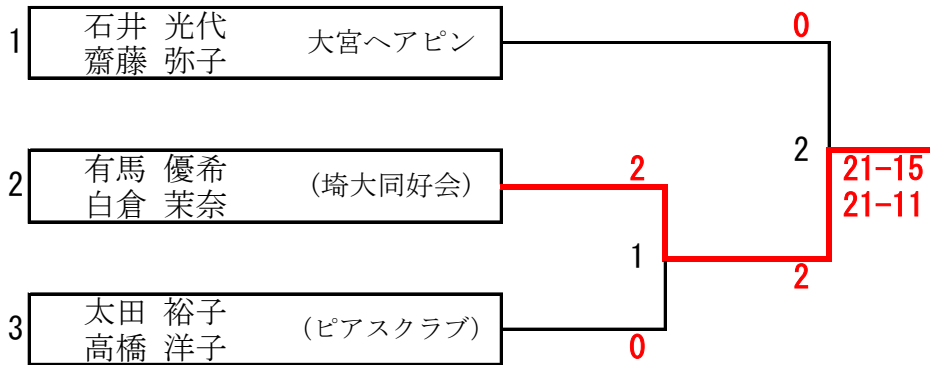 1
石井 光代
齋藤 弥子
大宮ヘアピン
0
2
有馬 優希
白倉 茉奈
(埼大同好会)
2
2
21-15
21-11
1
2
3
太田 裕子
高橋 洋子
(ピアスクラブ)
0